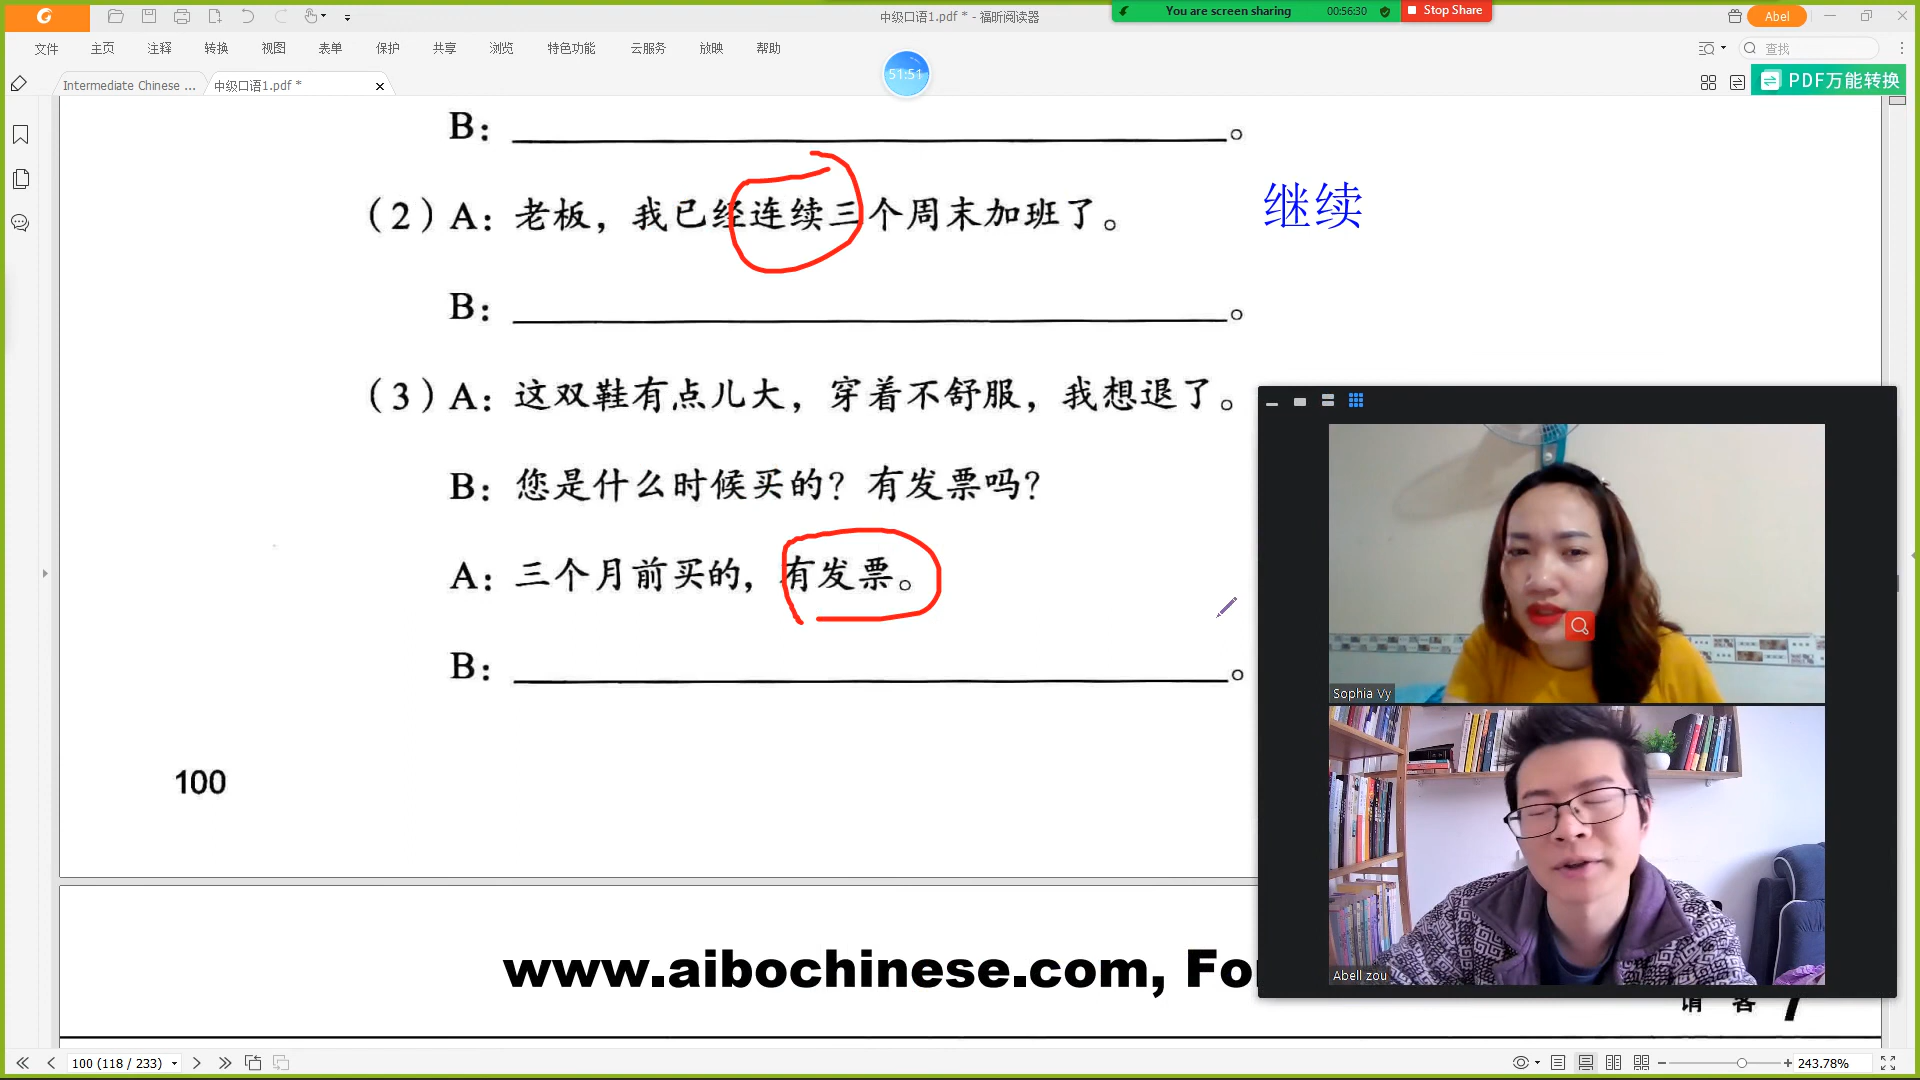 中级口语1.pdf * - 福昕阅读器
You are screen sharing
00:56:30
Stop Share
Abel
文件 主页 注释 转换 视图 表单 保护 共享 浏览 特色功能 云服务 放映 帮助
查找
51:51
Intermediate Chinese ...
中级口语1.pdf *
PDF万能转换
B: 。
(2) A: 老板，我已经连续三个周末加班了。
继续
B: 。
(3) A: 这双鞋有点儿大，穿着不舒服，我想退了。
B: 您是什么时候买的？有发票吗？
A: 三个月前买的，有发票。
B: 。
Sophia Vy
100
Abell zou
www.aibochinese.com, Fo
请 客 7
100 (118 / 233)
243.78%